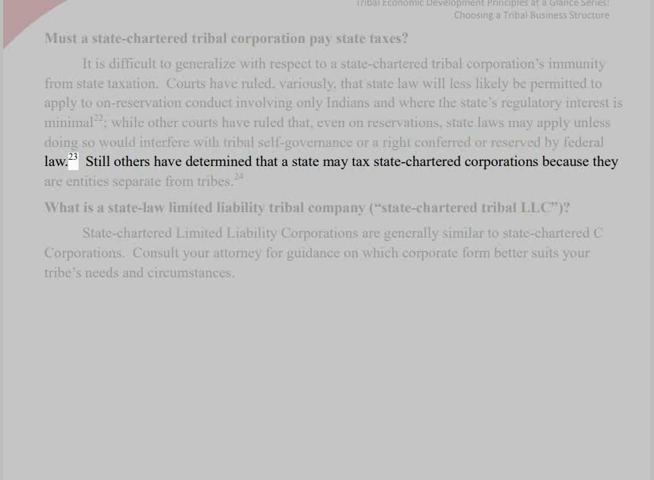 Tribal Economic Development Principles at a Glance Series:
Choosing a Tribal Business Structure
Must a state-chartered tribal corporation pay state taxes?
It is difficult to generalize with respect to a state-chartered tribal corporation's immunity
from state taxation. Courts have ruled, variously, that state law will less likely be permitted to
apply to on-reservation conduct involving only Indians and where the state's regulatory interest is
minimal22; while other courts have ruled that, even on reservations, state laws may apply unless
doing so would interfere with tribal self-governance or a right conferred or reserved by federal
law.23 Still others have determined that a state may tax state-chartered corporations because they
are entities separate from tribes.24
What is a state-law limited liability tribal company (“state-chartered tribal LLC”)?
State-chartered Limited Liability Corporations are generally similar to state-chartered C
Corporations. Consult your attorney for guidance on which corporate form better suits your
tribe's needs and circumstances.